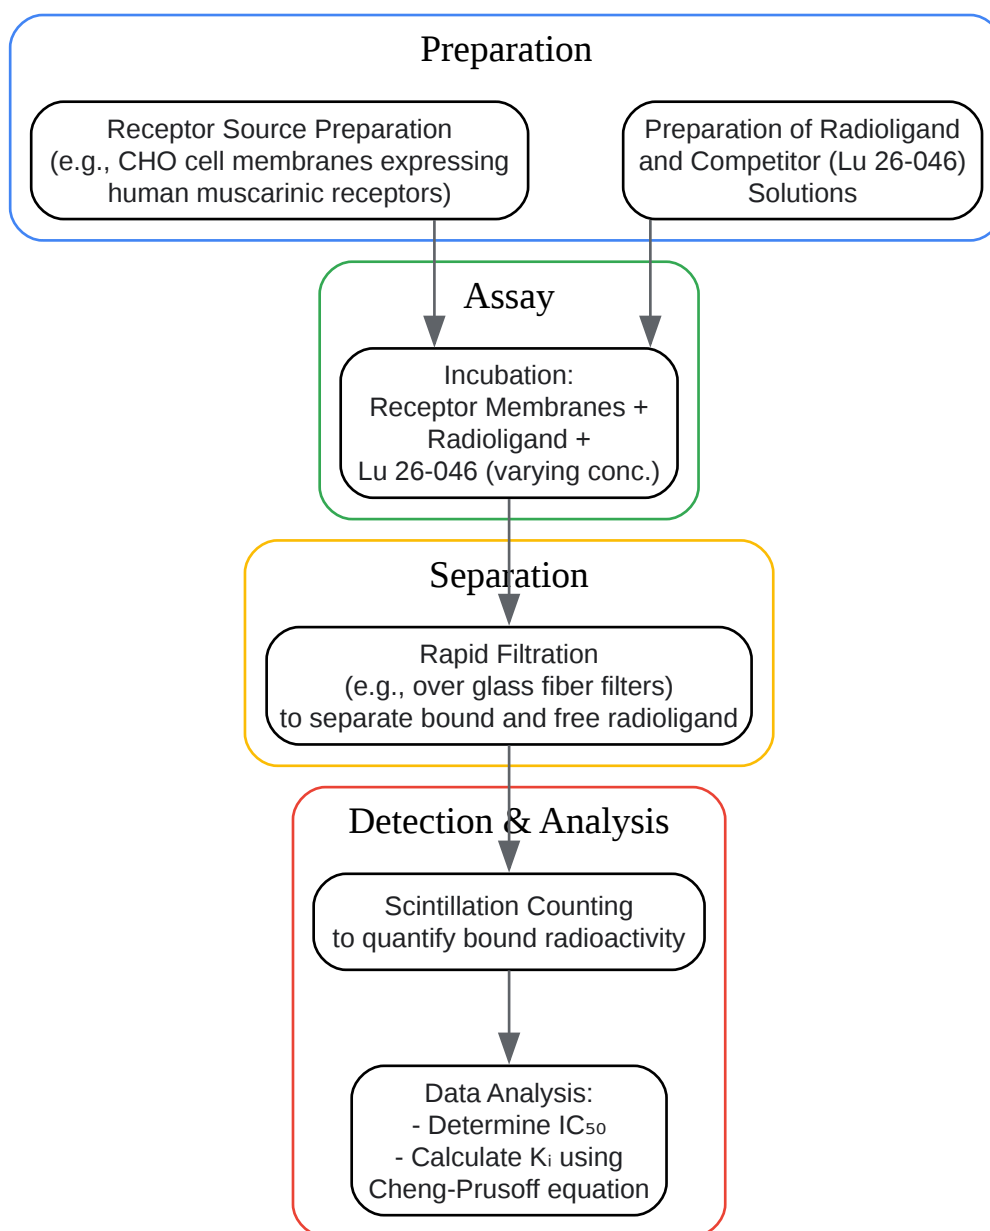 Preparation
Receptor Source Preparation
(e.g., CHO cell membranes expressing
human muscarinic receptors)
Preparation of Radioligand
and Competitor (Lu 26-046)
Solutions
Assay
Incubation:
Receptor Membranes +
Radioligand +
Lu 26-046 (varying conc.)
Separation
Rapid Filtration
(e.g., over glass fiber filters)
to separate bound and free radioligand
Detection & Analysis
Scintillation Counting
to quantify bound radioactivity
Data Analysis:
- Determine IC₅₀
- Calculate Kᵢ using
Cheng-Prusoff equation